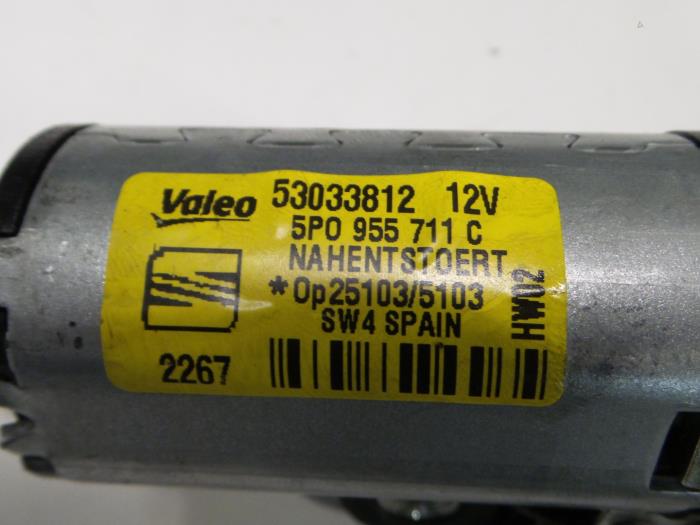 Valeo 53033812 12V
5P0 955 711 C
NAHENTSTOERT
*Op25103/5103
SW4 SPAIN
2267
HW02